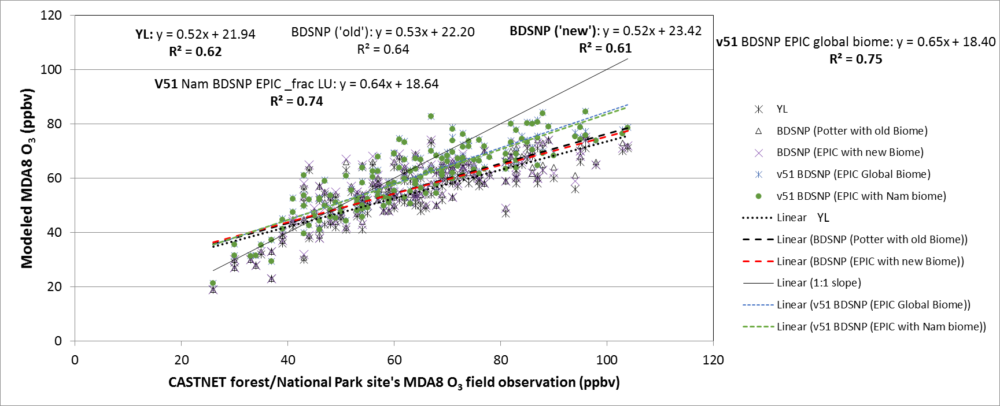 YL: y = 0.52x + 21.94
R² = 0.62
BDSNP ('old'): y = 0.53x + 22.20
R² = 0.64
BDSNP ('new'): y = 0.52x + 23.42
R² = 0.61
v51 BDSNP EPIC global biome: y = 0.65x + 18.40
R² = 0.75
V51 Nam BDSNP EPIC _frac LU: y = 0.64x + 18.64
R² = 0.74
Modeled MDA8 O₃ (ppbv)
120
100
80
60
40
20
0
0 20 40 60 80 100 120
CASTNET forest/National Park site's MDA8 O₃ field observation (ppbv)
YL
BDSNP (Potter with old Biome)
BDSNP (EPIC with new Biome)
v51 BDSNP (EPIC Global Biome)
v51 BDSNP (EPIC with Nam biome)
Linear YL
Linear (BDSNP (Potter with old Biome))
Linear (BDSNP (EPIC with new Biome))
Linear (1:1 slope)
Linear (v51 BDSNP (EPIC Global Biome))
Linear (v51 BDSNP (EPIC with Nam biome))